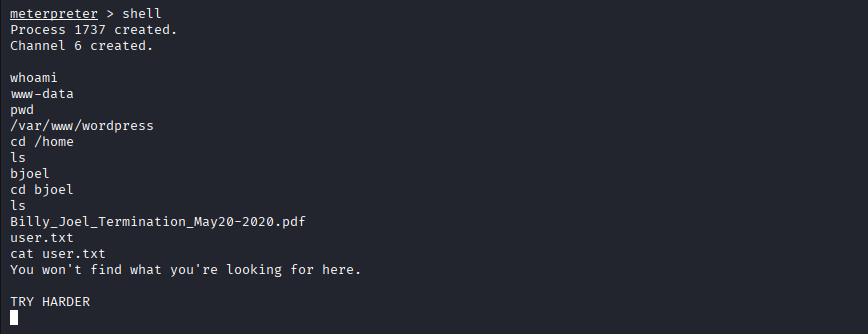 meterpreter > shell
Process 1737 created.
Channel 6 created.
whoami
www-data
pwd
/var/www/wordpress
cd /home
ls
bjoel
cd bjoel
ls
Billy_Joel_Termination_May20-2020.pdf
user.txt
cat user.txt
You won't find what you're looking for here.
TRY HARDER